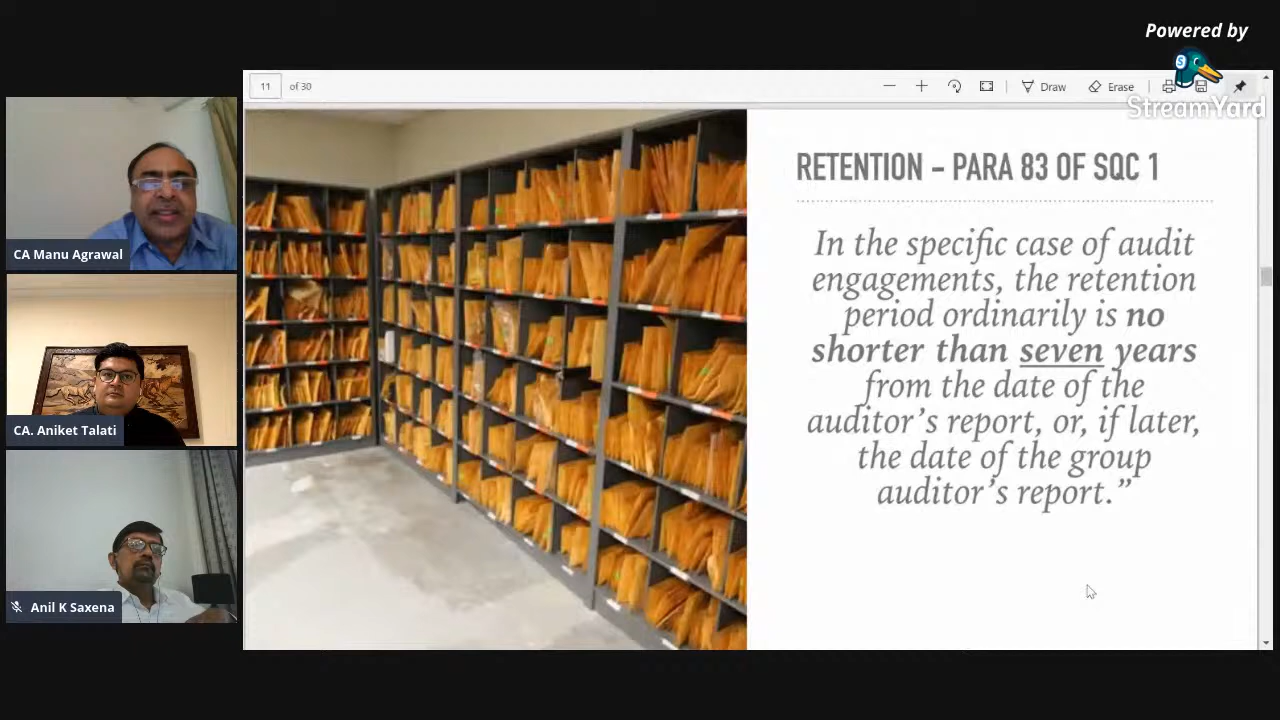 Powered by
StreamYard
11 of 30
Draw
Erase
CA Manu Agrawal
CA. Aniket Talati
Anil K Saxena
RETENTION – PARA 83 OF SQC 1
In the specific case of audit
engagements, the retention
period ordinarily is no
shorter than seven years
from the date of the
auditor’s report, or, if later,
the date of the group
auditor’s report.”